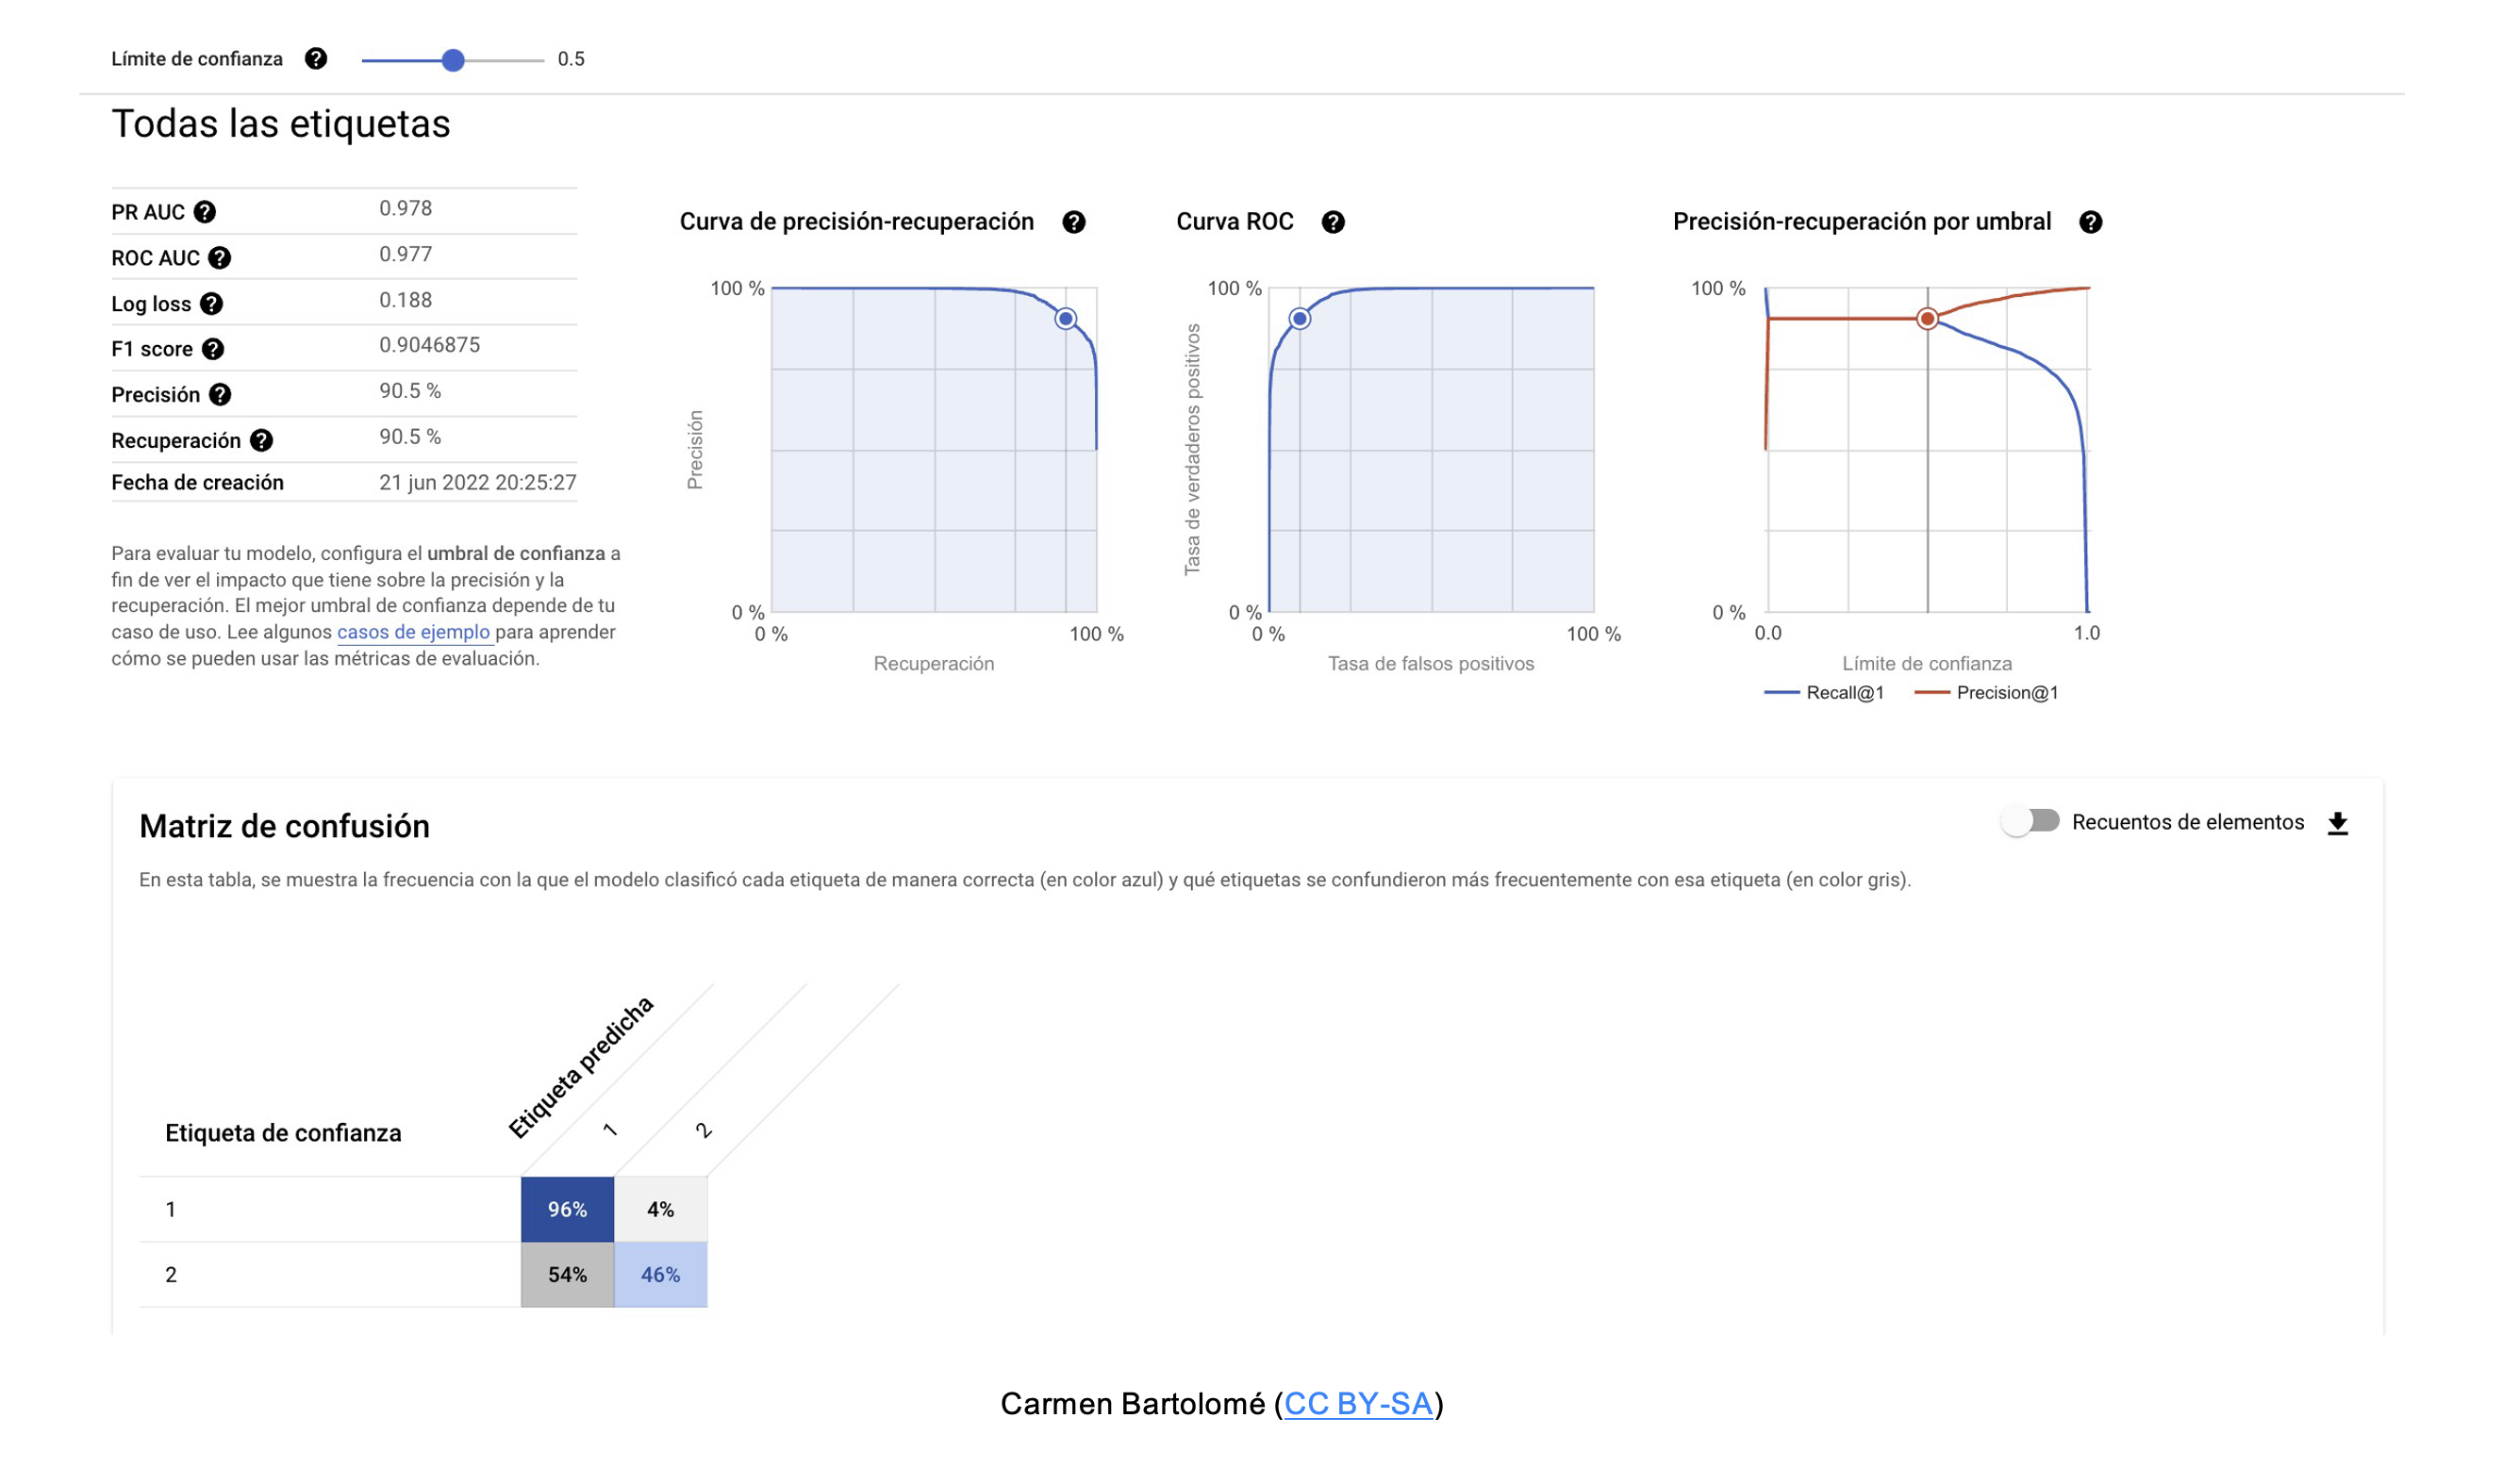 Límite de confianza
0.5
Todas las etiquetas
PR AUC 0.978
ROC AUC 0.977
Log loss 0.188
F1 score 0.9046875
Precisión 90.5 %
Recuperación 90.5 %
Fecha de creación 21 jun 2022 20:25:27
Para evaluar tu modelo, configura el umbral de confianza a
fin de ver el impacto que tiene sobre la precisión y la
recuperación. El mejor umbral de confianza depende de tu
caso de uso. Lee algunos casos de ejemplo para aprender
cómo se pueden usar las métricas de evaluación.
Curva de precisión-recuperación
100 %
Precisión
0 %
0 % 100 %
Recuperación
Curva ROC
100 %
Tasa de verdaderos positivos
0 %
0 % 100 %
Tasa de falsos positivos
Precisión-recuperación por umbral
100 %
0 %
0.0 1.0
Límite de confianza
Recall@1 Precision@1
Matriz de confusión
Recuentos de elementos
En esta tabla, se muestra la frecuencia con la que el modelo clasificó cada etiqueta de manera correcta (en color azul) y qué etiquetas se confundieron más frecuentemente con esa etiqueta (en color gris).
Etiqueta predicha
Etiqueta de confianza 1 2
1 96% 4%
2 54% 46%
Carmen Bartolomé (CC BY-SA)